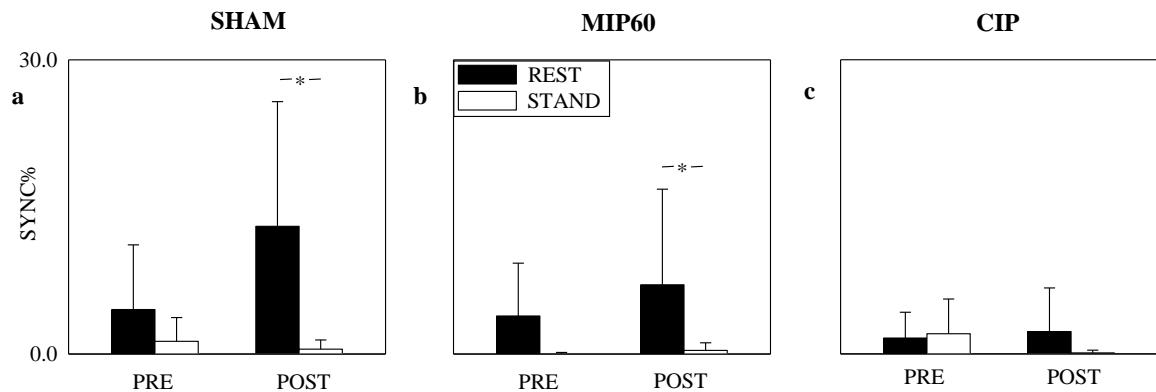 SHAM
MIP60
CIP
30.0
a
b
c
REST
STAND
*
*
SYNC%
0.0
PRE
POST
PRE
POST
PRE
POST